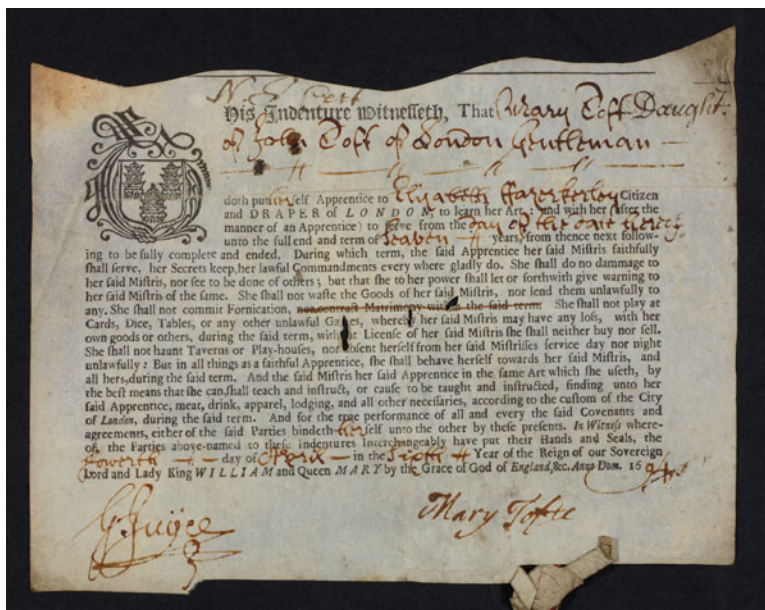 His Indenture Witnesseth, That Mary Toft Daught.
of John Toft of London Gentleman
doth put her self Apprentice to Elizabeth Citizen
and DRAPER of LONDON, to learn her Art; and with her (after the
manner of an Apprentice) to serve from the day of the date hereof
unto the full end and term of Seaven years, from thence next follow-
ing to be fully complete and ended. During which term, the said Apprentice her said Mistris faithfully
shall serve, her Secrets keep, her lawful Commandments every where gladly do. She shall do no damage to
her said Mistris, nor see to be done of others; but that she to her power shall let or forthwith give warning to
her said Mistris of the same. She shall not waste the Goods of her said Mistris, nor lend them unlawfully to
any. She shall not commit Fornication, nor contract Matrimony within the said term. She shall not play at
Cards, Dice, Tables, or any other unlawful Games, whereby her said Mistris may have any loss, with her
own goods or others, during the said term, without License of her said Mistris she shall neither buy nor sell.
She shall not haunt Taverns or Play-houses, nor absent herself from her said Mistrises service day nor night
unlawfully: But in all things as a faithful Apprentice, she shall behave herself towards her said Mistris, and
all hers, during the said term. And the said Mistris her said Apprentice in the same Art which she useth, by
the best means that she can, shall teach and instruct, or cause to be taught and instructed, finding unto her
said Apprentice, meat, drink, apparel, lodging, and all other necessaries, according to the custom of the City
of London, during the said term. And for the true performance of all and every the said Covenants and
agreements, either of the said Parties bindeth her self unto the other by these presents. In Witness where-
of, the Parties above-named to these indentures Interchangeably have put their Hands and Seals, the
fowerth day of Aprill in the Sixth Year of the Reign of our Sovereign
Lord and Lady King WILLIAM and Queen MARY by the Grace of God of England, &c. Anno Dom. 1694
Mary Tofte